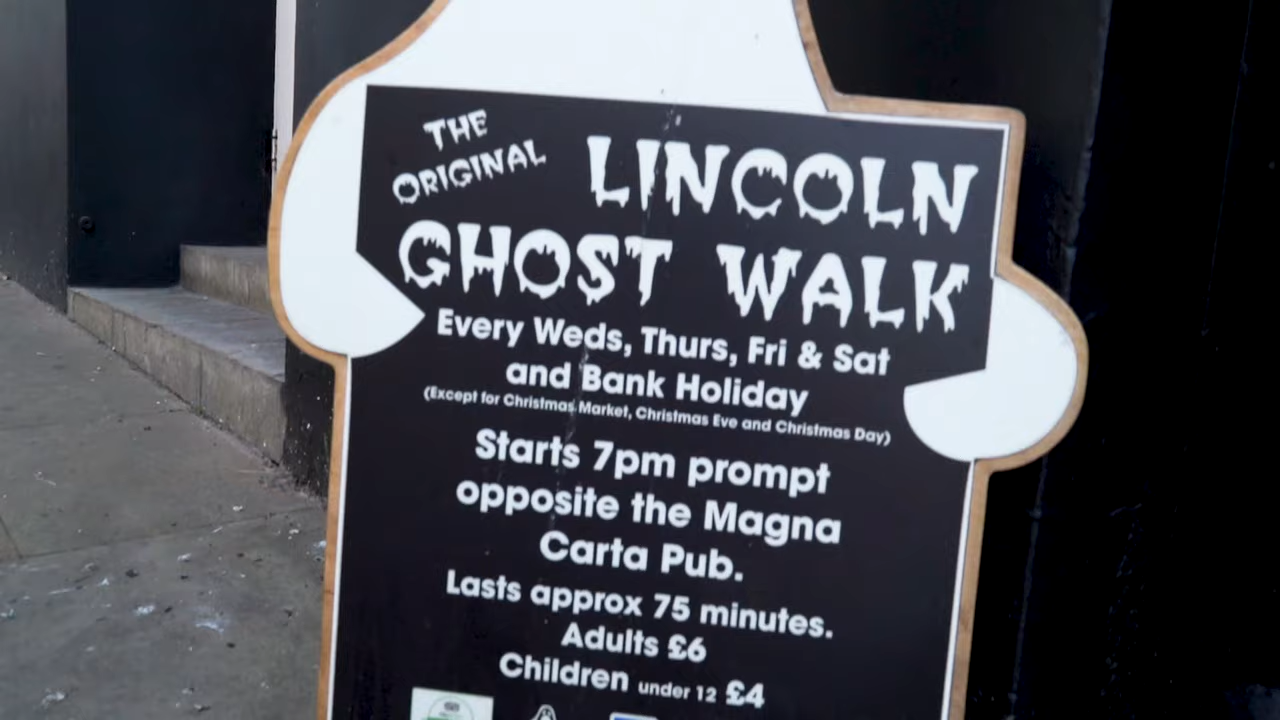 THE
ORIGINAL
LINCOLN
GHOST WALK
Every Weds, Thurs, Fri & Sat
and Bank Holiday
(Except for Christmas Market, Christmas Eve and Christmas Day)
Starts 7pm prompt
opposite the Magna
Carta Pub.
Lasts approx 75 minutes.
Adults £6
Children under 12 £4